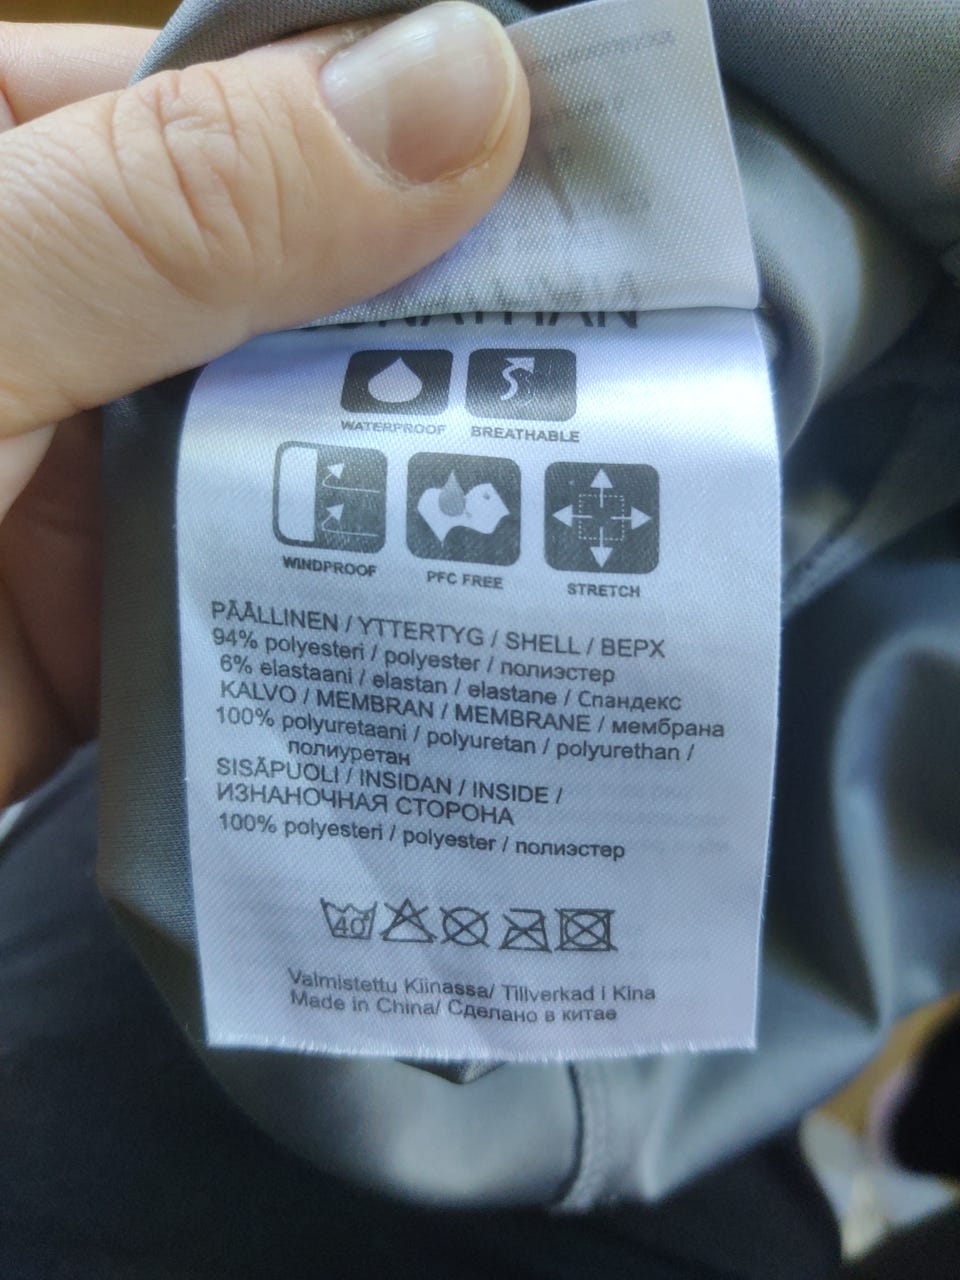 WATERPROOF
BREATHABLE
WINDPROOF
PFC FREE
STRETCH
PÄÄLLINEN / YTTERTYG / SHELL / ВЕРХ
94% polyesteri / polyester / полиэстер
6% elastaani / elastan / elastane / Спандекс
KALVO / MEMBRAN / MEMBRANE / мембрана
100% polyuretaani / polyuretan / polyurethan /
полиуретан
SISÄPUOLI / INSIDAN / INSIDE /
ИЗНАНОЧНАЯ СТОРОНА
100% polyesteri / polyester / полиэстер
40
Valmistettu Kiinassa/ Tillverkad i Kina
Made in China/ Сделано в китае